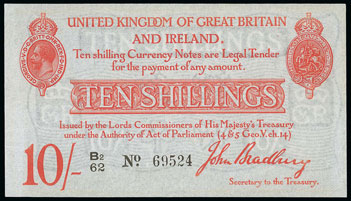 UNITED KINGDOM OF GREAT BRITAIN
AND IRELAND.
Ten shilling Currency Notes are Legal Tender
for the payment of any amount.
TEN SHILLINGS
Issued by the Lords Commissioners of His Majesty's Treasury
under the Authority of Act of Parliament (4 & 5 Geo. V. ch. 14)
10/- B2/62 No 69524 John Bradbury
Secretary to the Treasury.